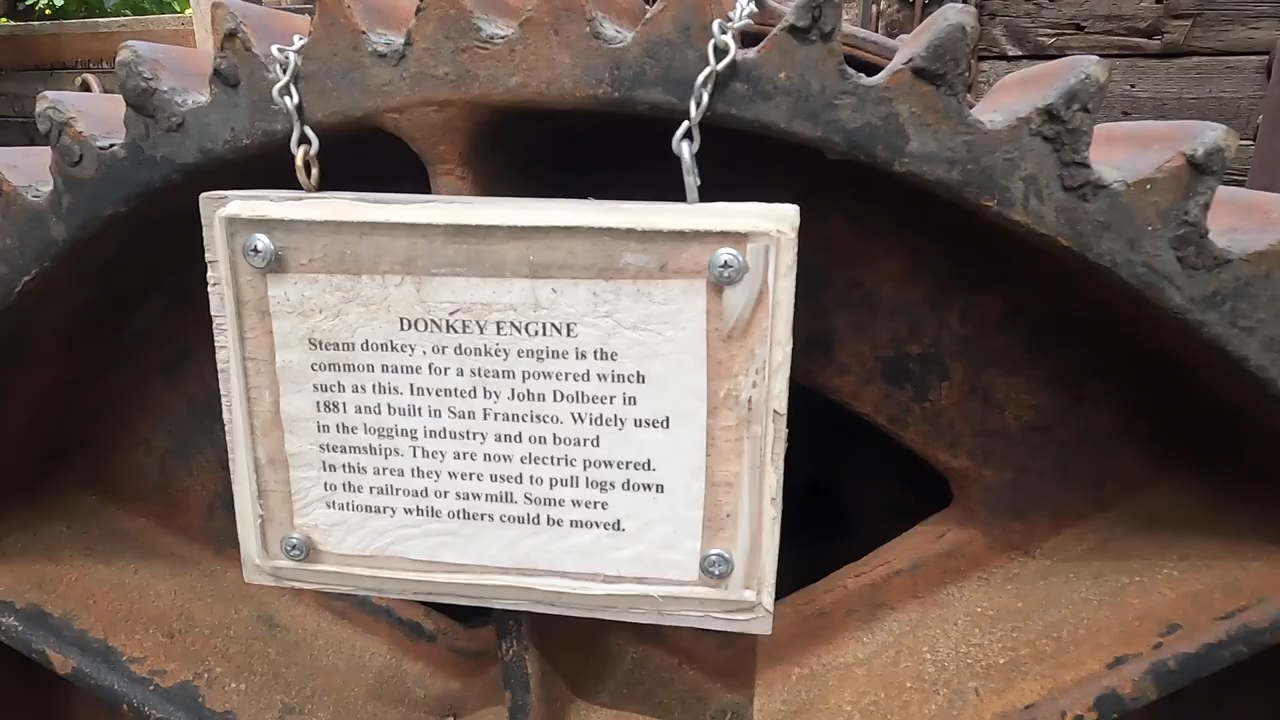 DONKEY ENGINE
Steam donkey , or donkey engine is the
common name for a steam powered winch
such as this. Invented by John Dolbeer in
1881 and built in San Francisco. Widely used
in the logging industry and on board
steamships. They are now electric powered.
In this area they were used to pull logs down
to the railroad or sawmill. Some were
stationary while others could be moved.